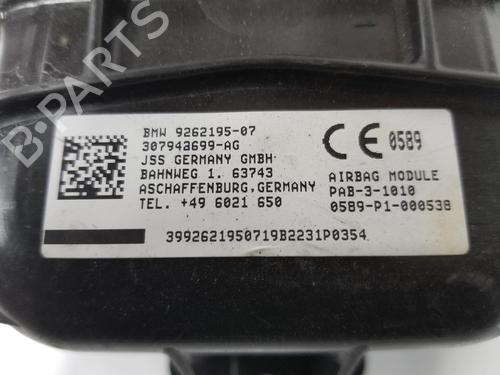 BMW 9262195-07
307943699-AG
JSS GERMANY GMBH
BAHNWEG 1. 63743
ASCHAFFENBURG,GERMANY
TEL. +49 6021 650
CE 0589
AIRBAG MODULE
PAB-3-1010
0589-P1-000538
3992621950719B2231P0354
B-PARTS